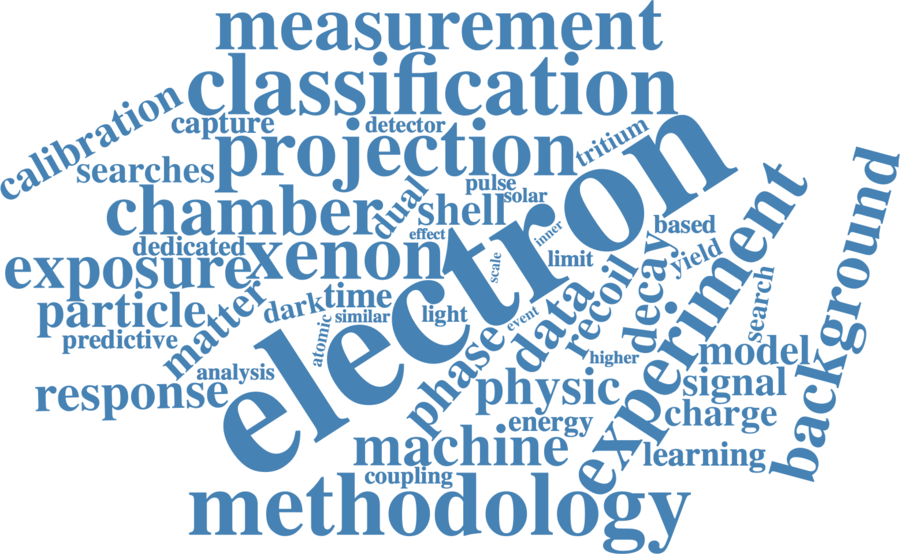 measurement
classification
calibration
capture
detector
projection
tritium
searches
electron
pulse
solar
chamber
dual
shell
experiment
background
effect
inner
based
dedicated
xenon
exposure
limit
scale
decay
yield
recoil
search
particle
matter
dark
time
similar
light
event
data
predictive
atomic
phase
higher
model
analysis
response
physic
signal
energy
charge
machine
learning
coupling
methodology